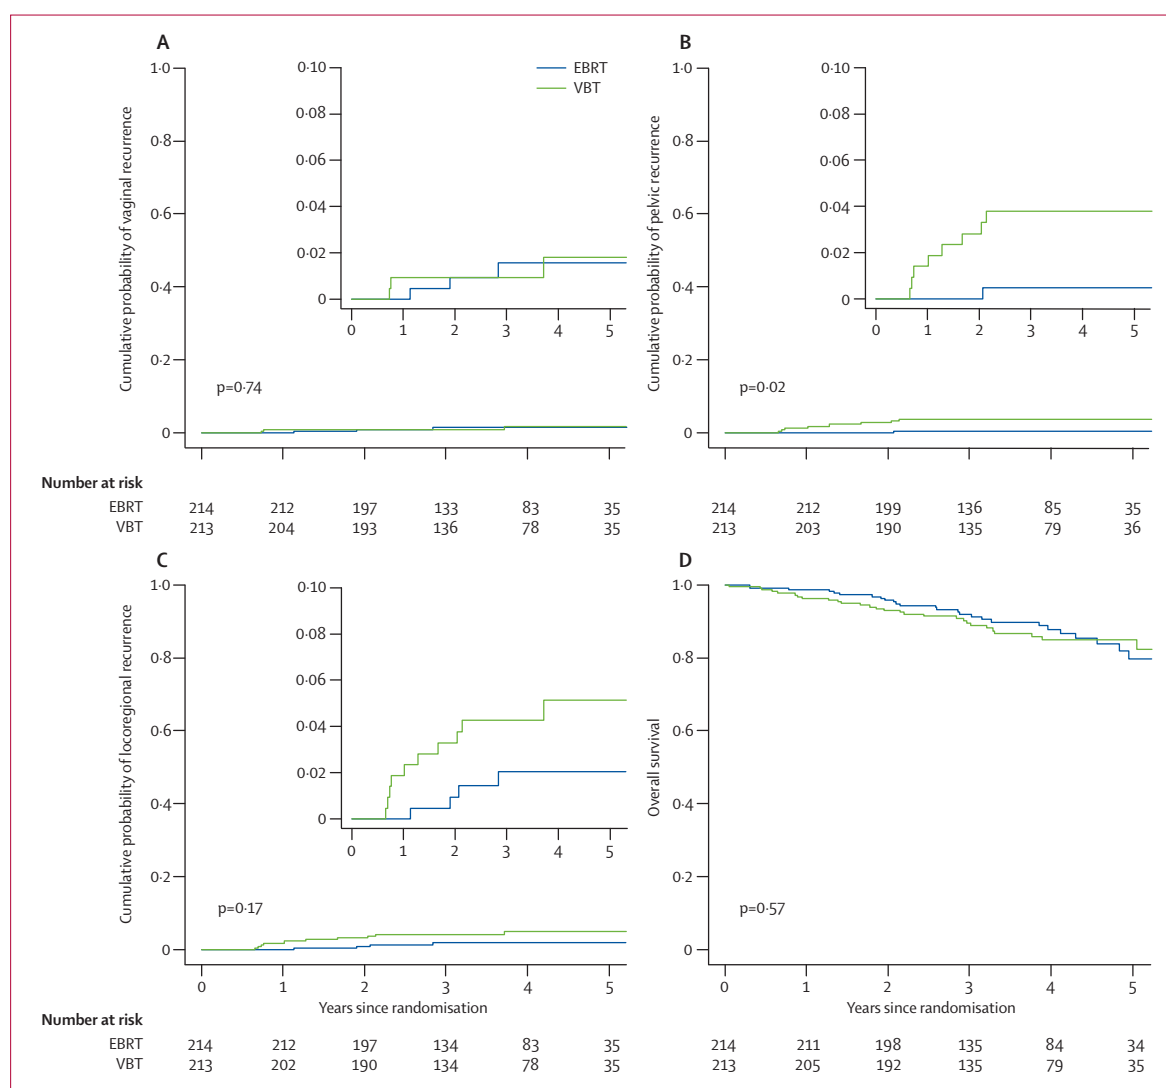 A
1·0
0·8
0·6
0·4
0·2
0
Cumulative probability of vaginal recurrence
0·10
0·08
0·06
0·04
0·02
0
0 1 2 3 4 5
EBRT
VBT
p=0·74
Number at risk
EBRT 214 212 197 133 83 35
VBT 213 204 193 136 78 35
B
1·0
0·8
0·6
0·4
0·2
0
Cumulative probability of pelvic recurrence
0·10
0·08
0·06
0·04
0·02
0
0 1 2 3 4 5
p=0·02
214 212 199 136 85 35
213 203 190 135 79 36
C
1·0
0·8
0·6
0·4
0·2
0
Cumulative probability of locoregional recurrence
0·10
0·08
0·06
0·04
0·02
0
0 1 2 3 4 5
p=0·17
0 1 2 3 4 5
Years since randomisation
Number at risk
EBRT 214 212 197 134 83 35
VBT 213 202 190 134 78 35
D
1·0
0·8
0·6
0·4
0·2
0
Overall survival
p=0·57
0 1 2 3 4 5
Years since randomisation
214 211 198 135 84 34
213 205 192 135 79 35